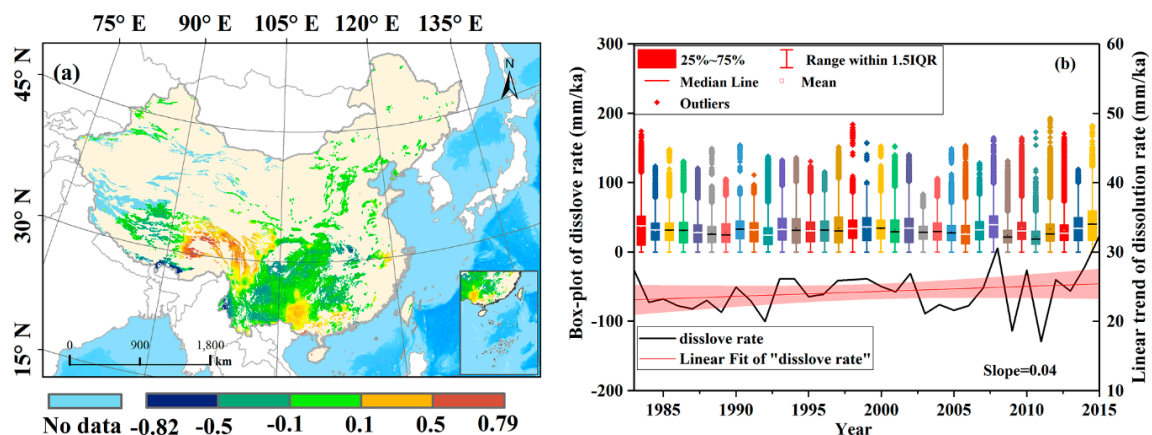 75° E 90° E 105° E 120° E 135° E
(a)
N
45° N
30° N
15° N
0 900 1,800
km
No data -0.82 -0.5 -0.1 0.1 0.5 0.79
(b)
25%~75% Range within 1.5IQR
Median Line Mean
Outliers
Box-plot of disslove rate (mm/ka)
300
200
100
0
-100
-200
Linear trend of dissolution rate (mm/ka)
60
50
40
30
20
10
disslove rate
Linear Fit of "disslove rate"
Slope=0.04
1985 1990 1995 2000 2005 2010 2015
Year